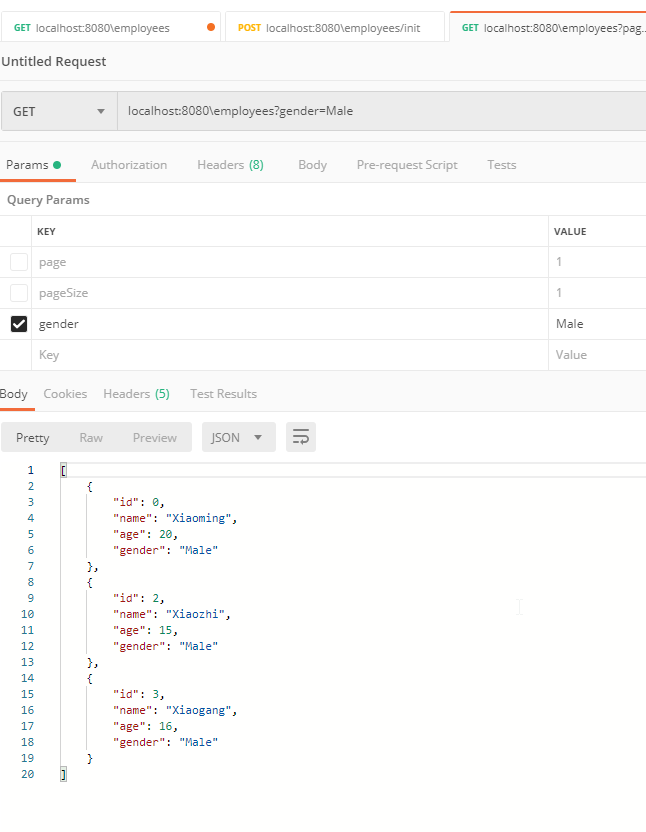 GET localhost:8080\employees POST localhost:8080\employees/init GET localhost:8080\employees?pag...
Untitled Request
GET localhost:8080\employees?gender=Male
Params Authorization Headers (8) Body Pre-request Script Tests
Query Params
KEY VALUE
page 1
pageSize 1
gender Male
Key Value
Body Cookies Headers (5) Test Results
Pretty Raw Preview JSON
1 [
2 {
3 "id": 0,
4 "name": "Xiaoming",
5 "age": 20,
6 "gender": "Male"
7 },
8 {
9 "id": 2,
10 "name": "Xiaozhi",
11 "age": 15,
12 "gender": "Male"
13 },
14 {
15 "id": 3,
16 "name": "Xiaogang",
17 "age": 16,
18 "gender": "Male"
19 }
20 ]